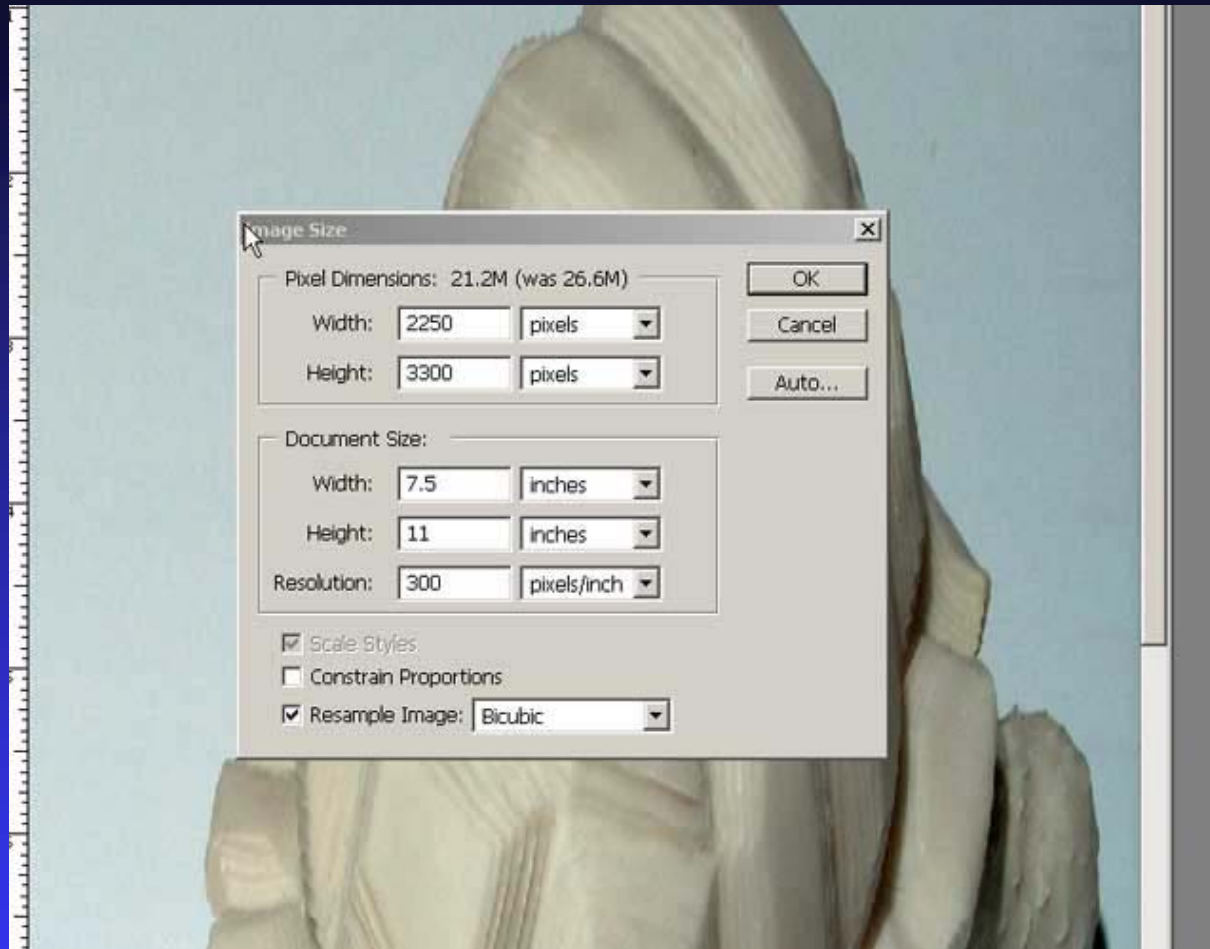 Image Size
Pixel Dimensions: 21.2M (was 26.6M)
OK
Width: 2250 pixels
Cancel
Height: 3300 pixels
Auto...
Document Size:
Width: 7.5 inches
Height: 11 inches
Resolution: 300 pixels/inch
Scale Styles
Constrain Proportions
Resample Image: Bicubic